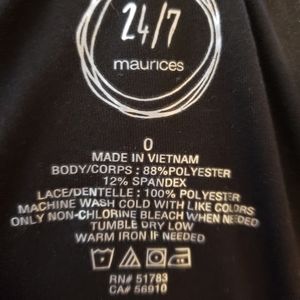 24/7
maurices
0
MADE IN VIETNAM
BODY/CORPS : 88%POLYESTER
12% SPANDEX
LACE/DENTELLE : 100% POLYESTER
MACHINE WASH COLD WITH LIKE COLORS
ONLY NON-CHLORINE BLEACH WHEN NEEDED
TUMBLE DRY LOW
WARM IRON IF NEEDED
RN# 51783
CA# 56910